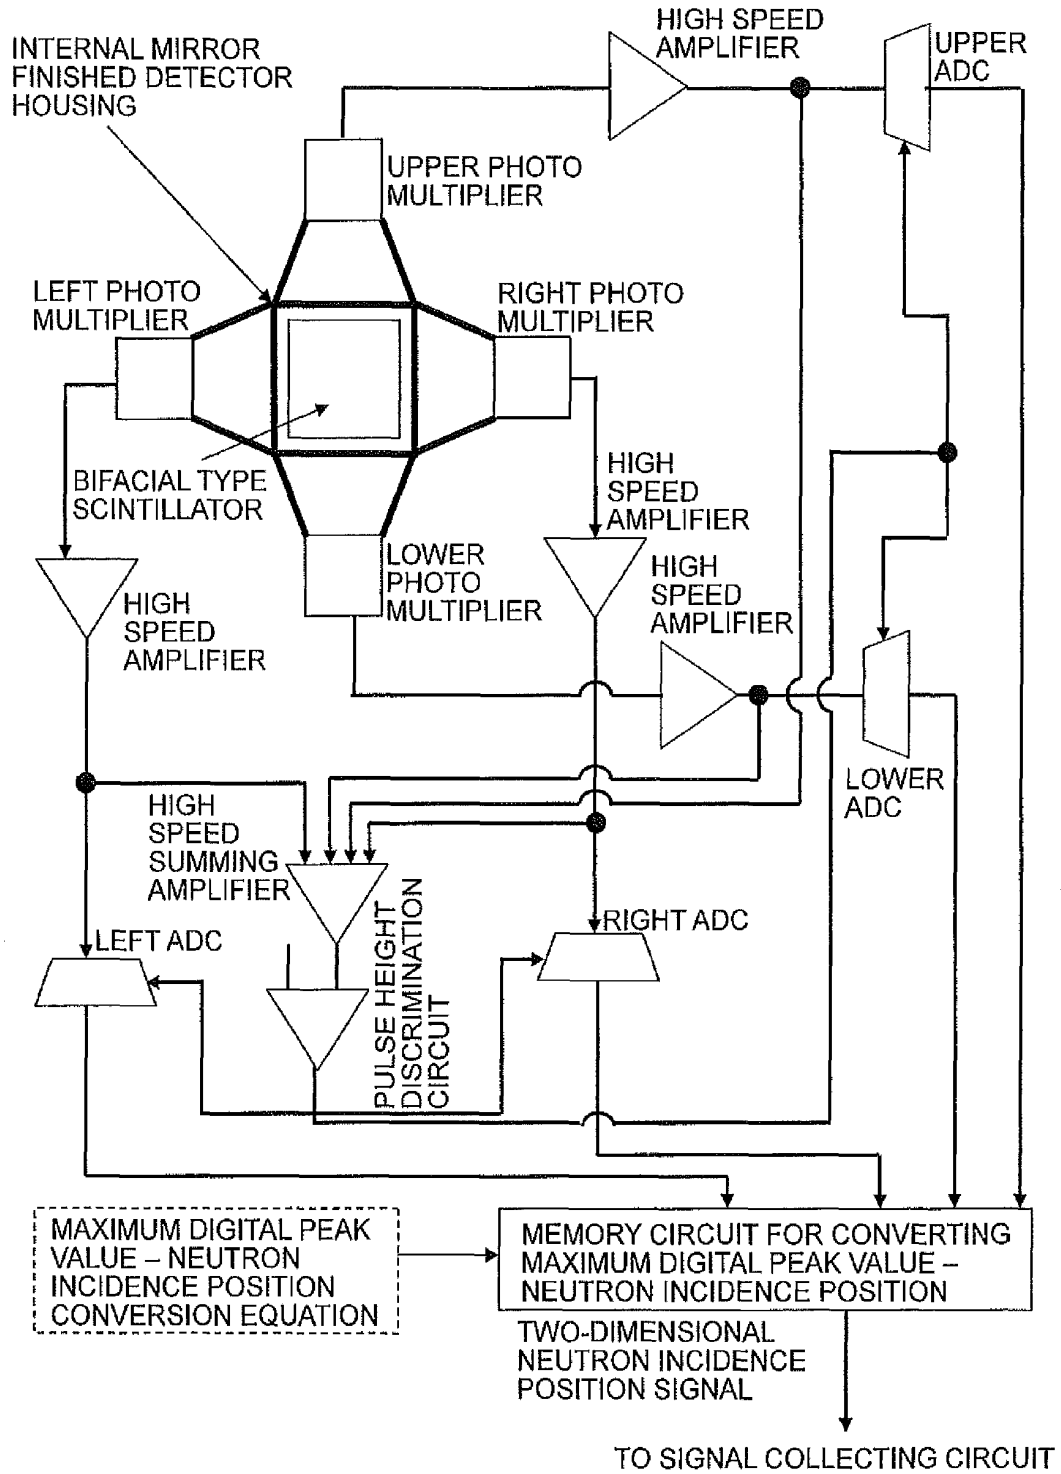 HIGH SPEED
AMPLIFIER
UPPER
ADC
INTERNAL MIRROR
FINISHED DETECTOR
HOUSING
UPPER PHOTO
MULTIPLIER
LEFT PHOTO
MULTIPLIER
RIGHT PHOTO
MULTIPLIER
BIFACIAL TYPE
SCINTILLATOR
HIGH
SPEED
AMPLIFIER
LOWER
PHOTO
MULTIPLIER
HIGH
SPEED
AMPLIFIER
HIGH
SPEED
AMPLIFIER
LOWER
ADC
HIGH
SPEED
SUMMING
AMPLIFIER
PULSE HEIGHT
DISCRIMINATION
CIRCUIT
LEFT ADC
RIGHT ADC
MAXIMUM DIGITAL PEAK
VALUE – NEUTRON
INCIDENCE POSITION
CONVERSION EQUATION
MEMORY CIRCUIT FOR CONVERTING
MAXIMUM DIGITAL PEAK VALUE –
NEUTRON INCIDENCE POSITION
TWO-DIMENSIONAL
NEUTRON INCIDENCE
POSITION SIGNAL
TO SIGNAL COLLECTING CIRCUIT